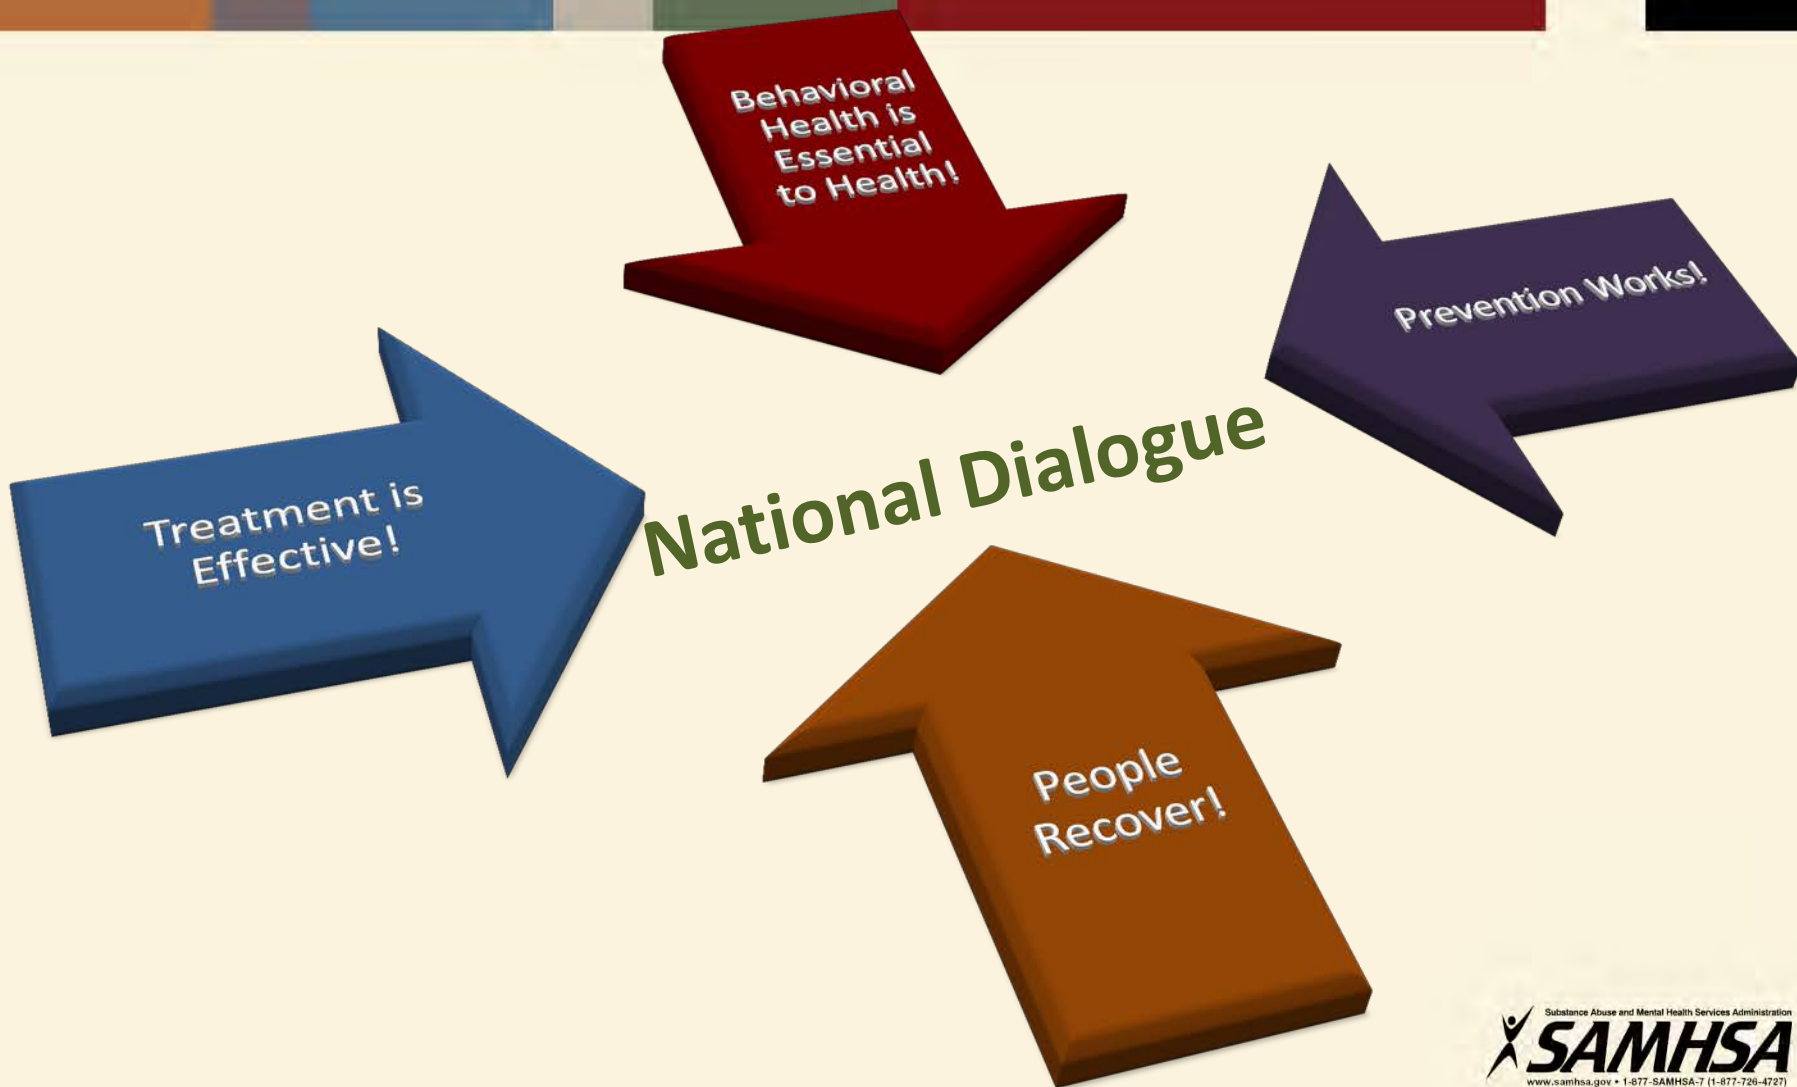 Behavioral
Health is
Essential
to Health!
Prevention Works!
National Dialogue
Treatment is
Effective!
People
Recover!
Substance Abuse and Mental Health Services Administration
SAMHSA
www.samhsa.gov • 1-877-SAMHSA-7 (1-877-726-4727)